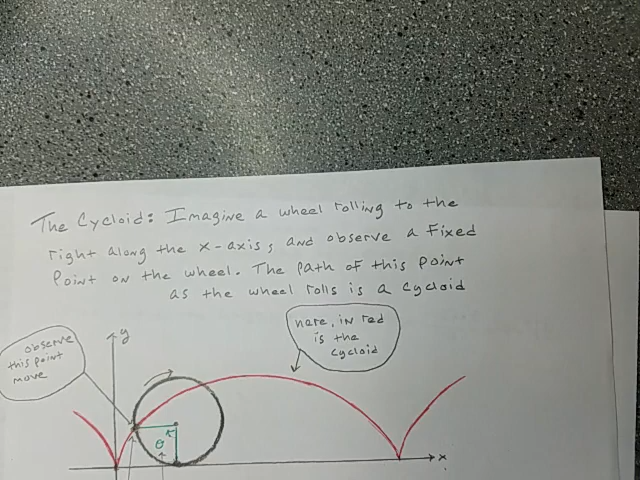 The Cycloid: Imagine a wheel rolling to the
right along the x-axis, and observe a fixed
point on the wheel. The path of this point
as the wheel rolls is a cycloid
observe
this point
move
y
here, in red
is the
cycloid
θ
x